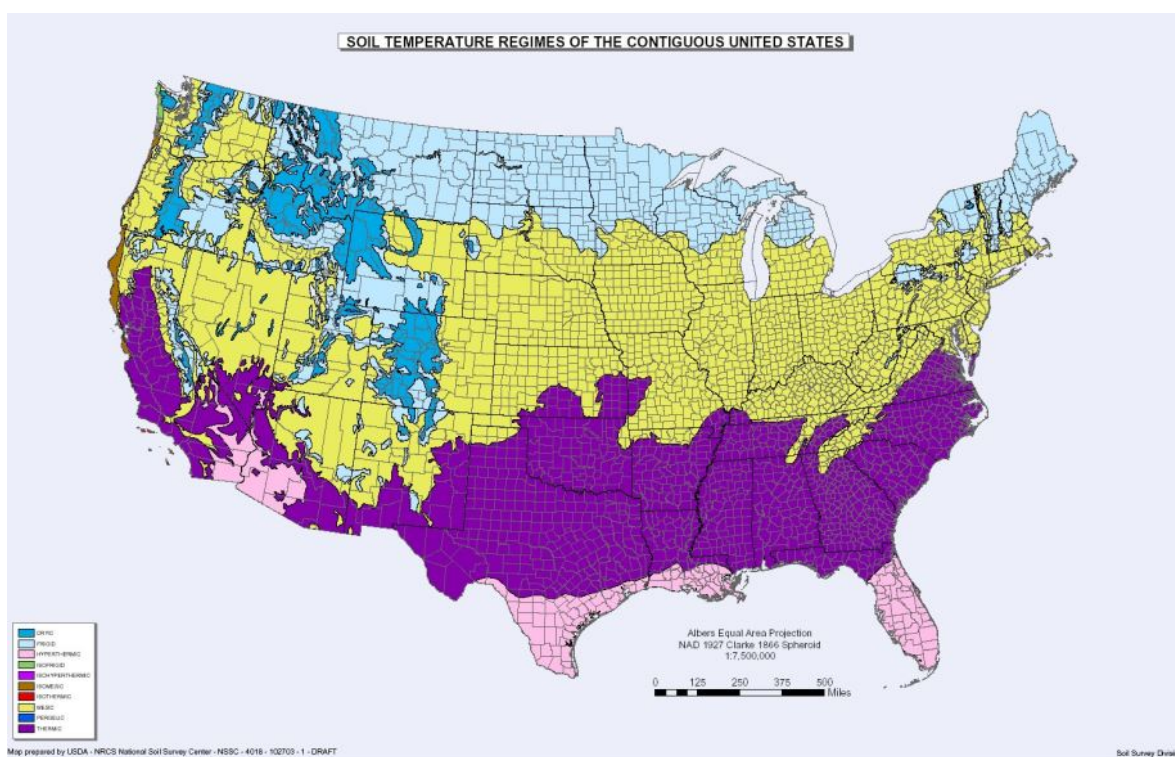 SOIL TEMPERATURE REGIMES OF THE CONTIGUOUS UNITED STATES
Albers Equal Area Projection
NAD 1927 Clarke 1866 Spheroid
1:7,500,000
0 125 250 375 500
Miles
CRYIC
FRIGID
HYPERTHERMIC
ISOFRIGID
ISOHYPERTHERMIC
ISOMESIC
ISOTHERMIC
MESIC
PERGELIC
THERMIC
Map prepared by USDA - NRCS National Soil Survey Center - NSSC - 4018 - 102703 - 1 - DRAFT
Soil Survey Divisi